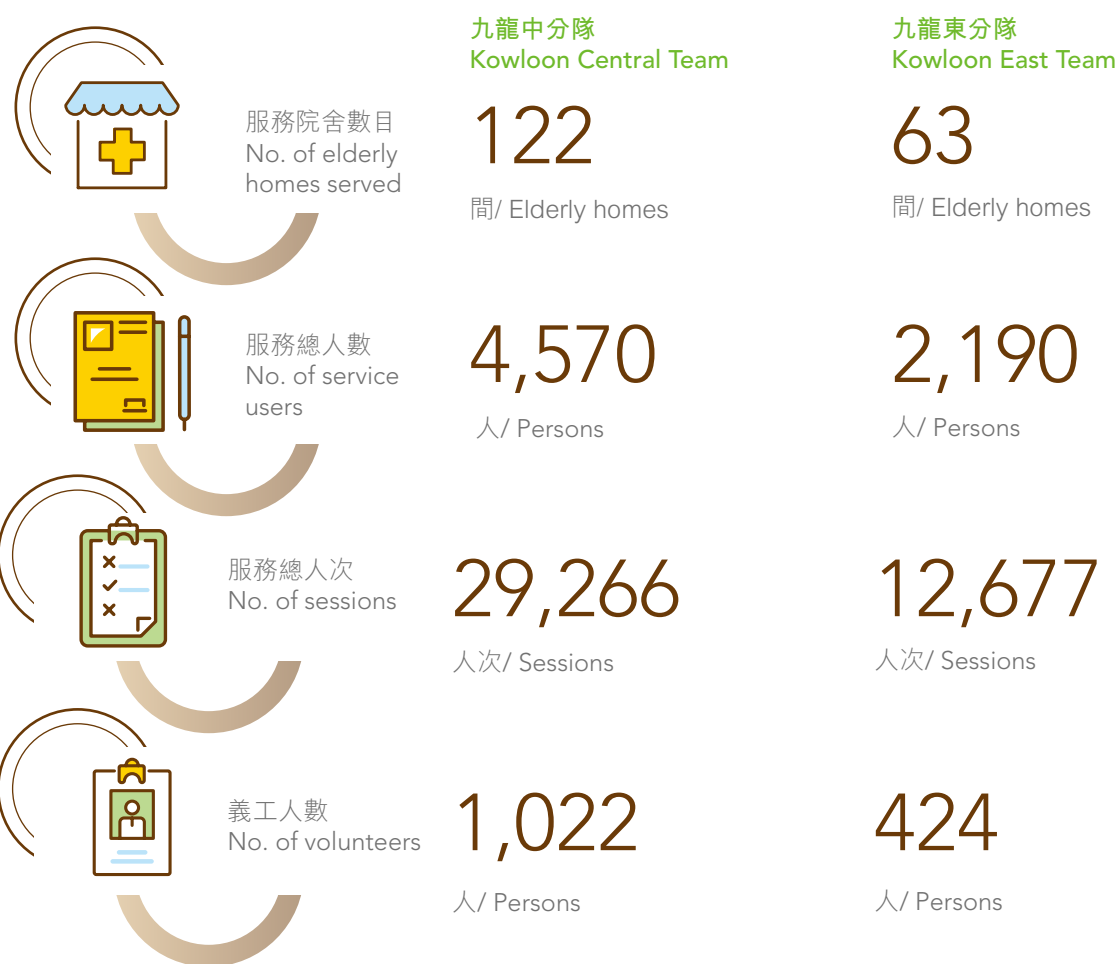 九龍中分隊
Kowloon Central Team
九龍東分隊
Kowloon East Team
服務院舍數目
No. of elderly
homes served
122
間/ Elderly homes
63
間/ Elderly homes
服務總人數
No. of service
users
4,570
人/ Persons
2,190
人/ Persons
服務總人次
No. of sessions
29,266
人次/ Sessions
12,677
人次/ Sessions
義工人數
No. of volunteers
1,022
人/ Persons
424
人/ Persons